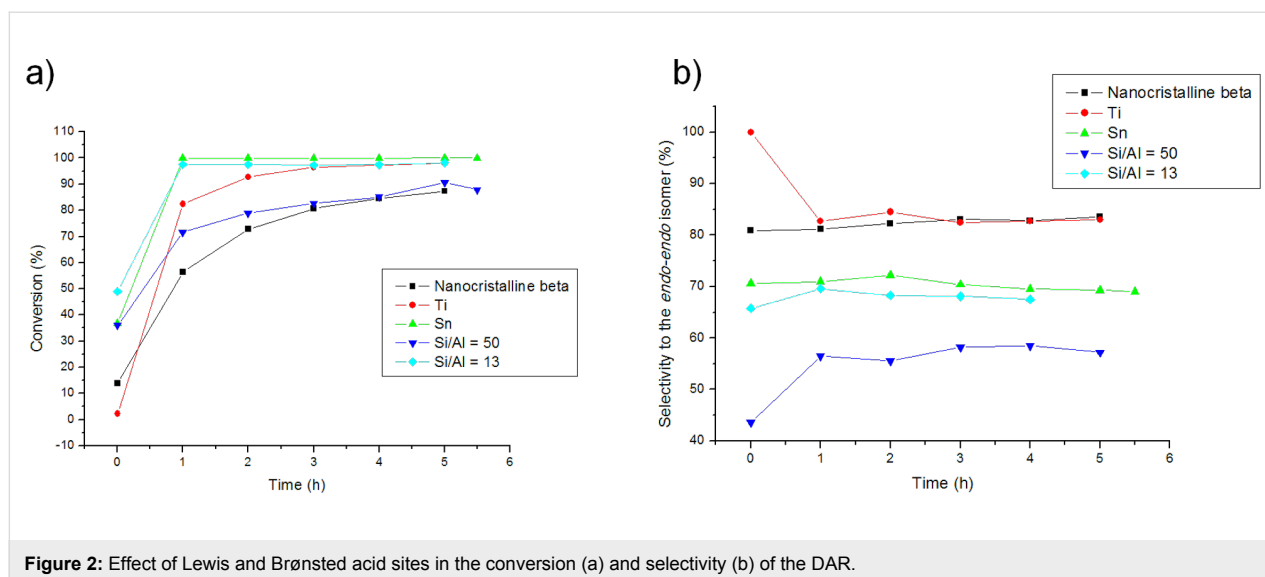 a)
Conversion (%)
110
100
90
80
70
60
50
40
30
20
10
0
-10
0 1 2 3 4 5 6
Time (h)
Nanocristalline beta
Ti
Sn
Si/Al = 50
Si/Al = 13
b)
Selectivity to the endo-endo isomer (%)
100
90
80
70
60
50
40
0 1 2 3 4 5 6
Time (h)
Nanocristalline beta
Ti
Sn
Si/Al = 50
Si/Al = 13
Figure 2: Effect of Lewis and Brønsted acid sites in the conversion (a) and selectivity (b) of the DAR.